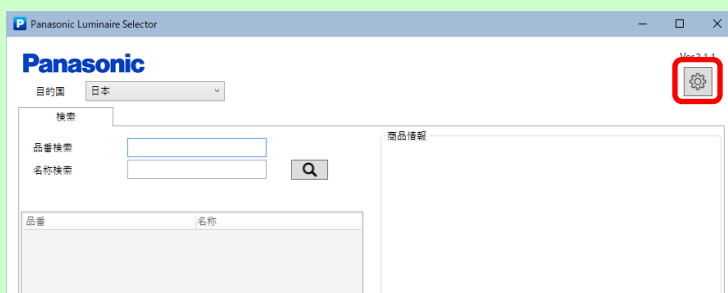 Panasonic Luminaire Selector
Panasonic
Ver.2.1.1
目的国 日本
検索
品番検索
名称検索
商品情報
品番 名称